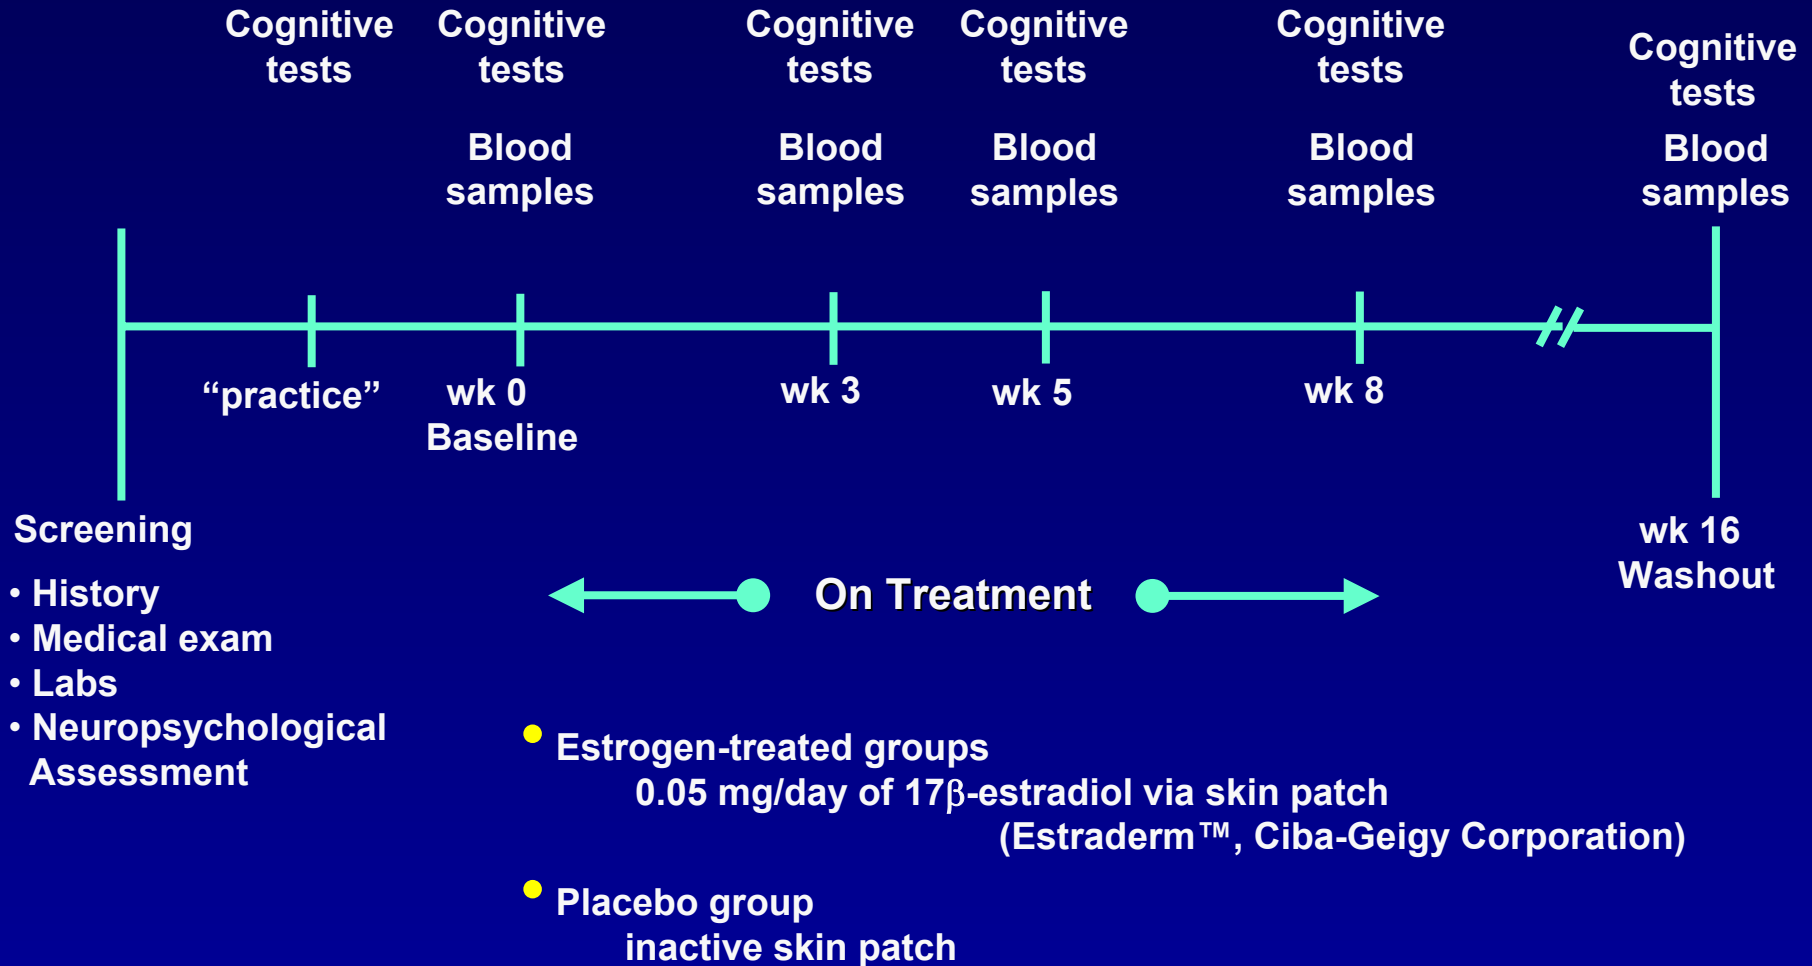 Cognitive
tests
Cognitive
tests
Cognitive
tests
Cognitive
tests
Cognitive
tests
Cognitive
tests
Blood
samples
Blood
samples
Blood
samples
Blood
samples
Blood
samples
“practice”
wk 0
Baseline
wk 3
wk 5
wk 8
Screening
• History
• Medical exam
• Labs
• Neuropsychological
Assessment
wk 16
Washout
On Treatment
• Estrogen-treated groups
0.05 mg/day of 17β-estradiol via skin patch
(Estraderm™, Ciba-Geigy Corporation)
• Placebo group
inactive skin patch